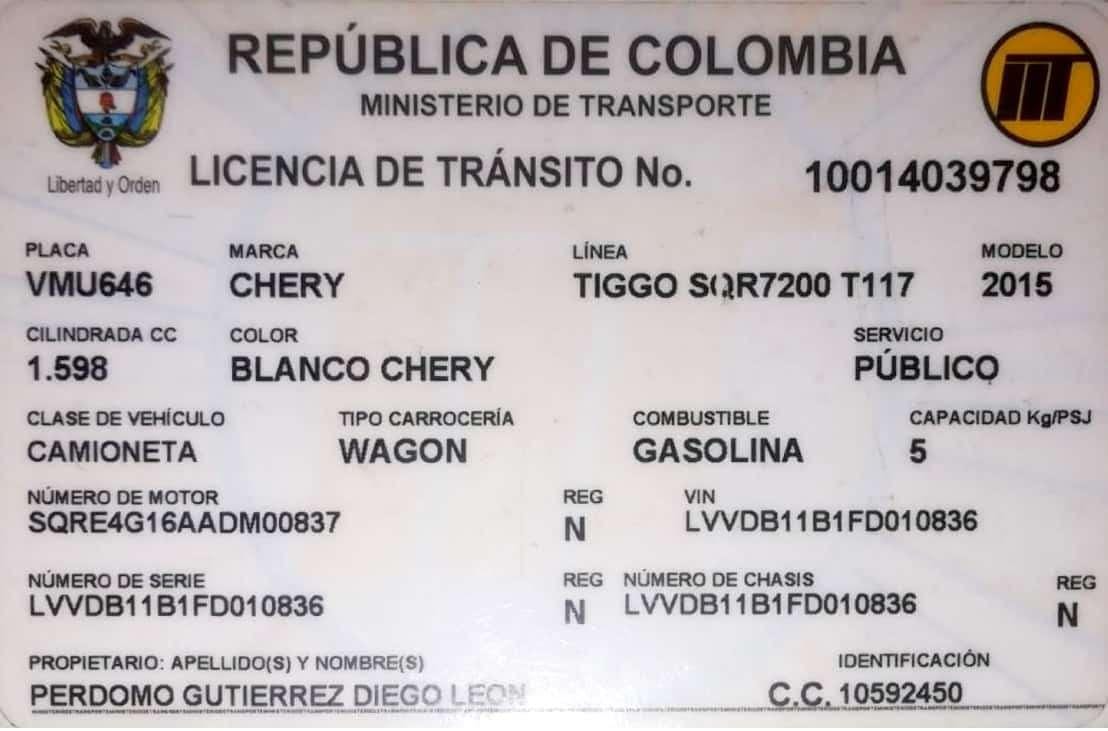 REPÚBLICA DE COLOMBIA
MINISTERIO DE TRANSPORTE
Libertad y Orden
LICENCIA DE TRÁNSITO No. 10014039798
PLACA MARCA LÍNEA MODELO
VMU646 CHERY TIGGO SQR7200 T117 2015
CILINDRADA CC COLOR SERVICIO
1.598 BLANCO CHERY PÚBLICO
CLASE DE VEHÍCULO TIPO CARROCERÍA COMBUSTIBLE CAPACIDAD Kg/PSJ
CAMIONETA WAGON GASOLINA 5
NÚMERO DE MOTOR REG VIN
SQRE4G16AADM00837 N LVVDB11B1FD010836
NÚMERO DE SERIE REG NÚMERO DE CHASIS REG
LVVDB11B1FD010836 N LVVDB11B1FD010836 N
PROPIETARIO: APELLIDO(S) Y NOMBRE(S) IDENTIFICACIÓN
PERDOMO GUTIERREZ DIEGO LEON C.C. 10592450